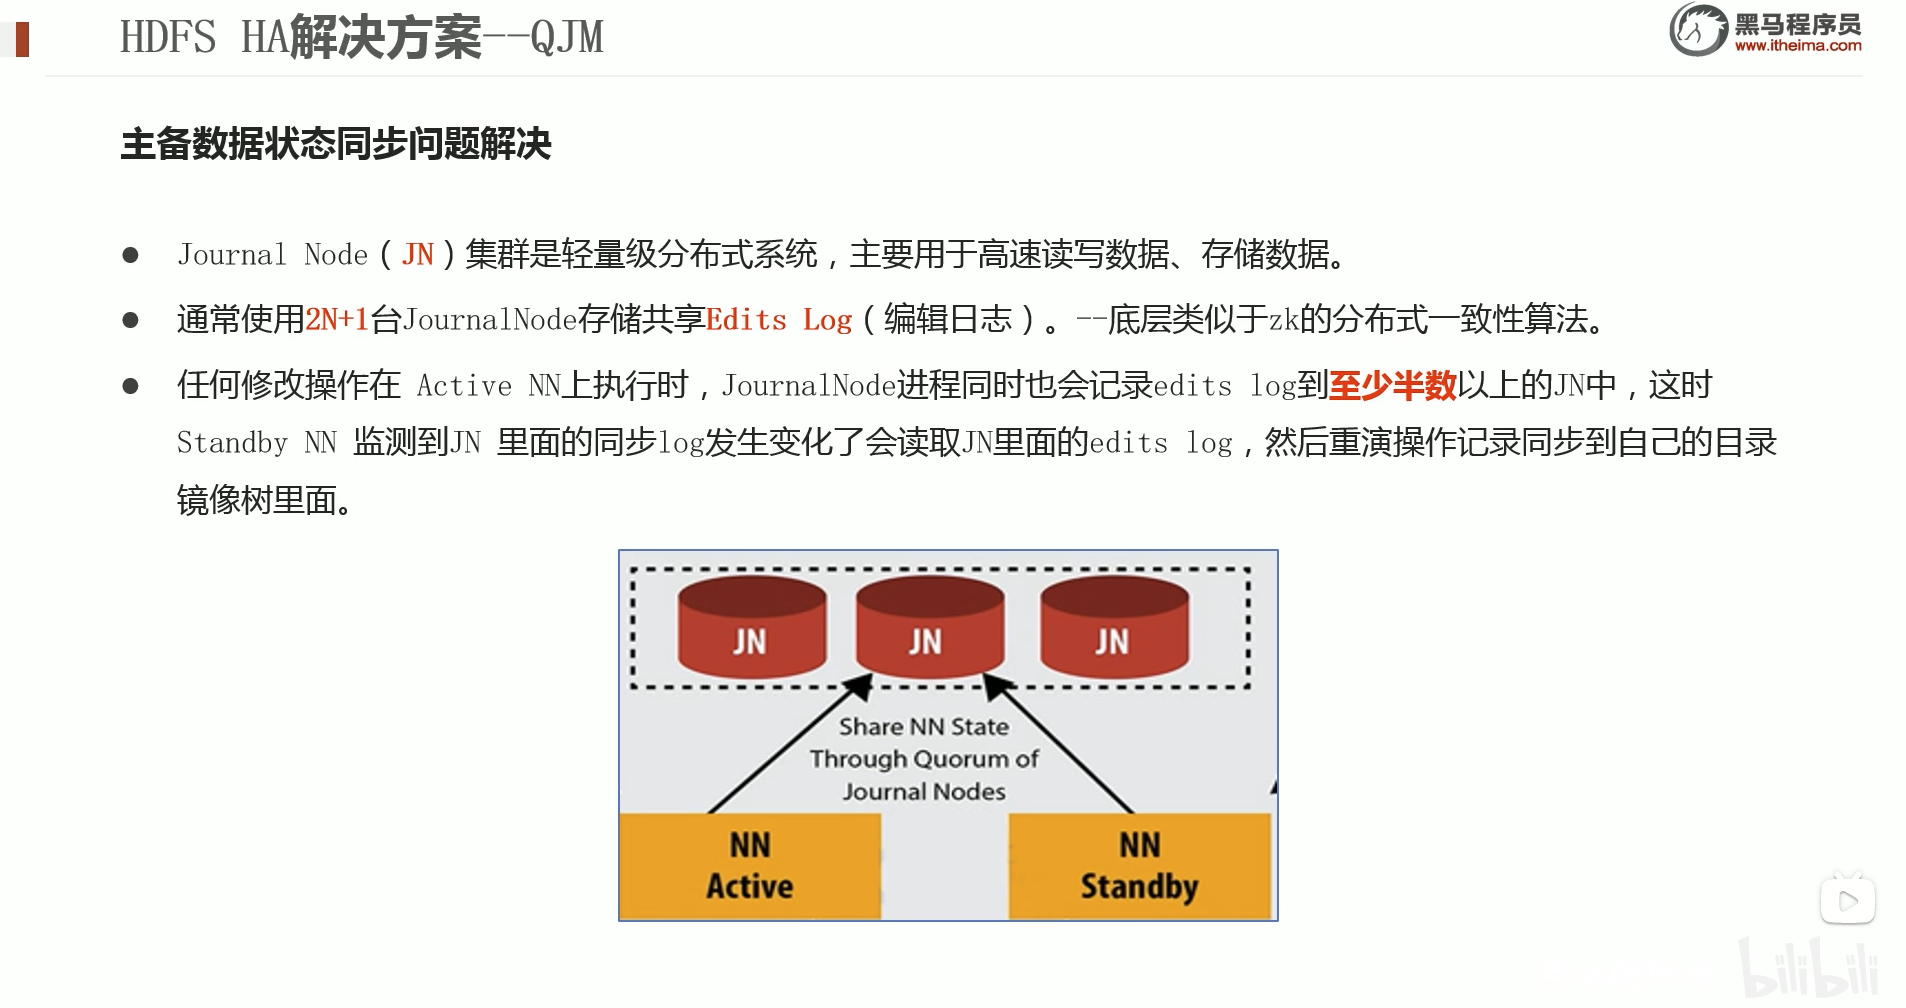 HDFS HA解决方案--QJM
黑马程序员
www.itheima.com
主备数据状态同步问题解决
● Journal Node（JN）集群是轻量级分布式系统，主要用于高速读写数据、存储数据。
● 通常使用2N+1台JournalNode存储共享Edits Log（编辑日志）。--底层类似于zk的分布式一致性算法。
● 任何修改操作在 Active NN上执行时，JournalNode进程同时也会记录edits log到至少半数以上的JN中，这时
Standby NN 监测到JN 里面的同步log发生变化了会读取JN里面的edits log，然后重演操作记录同步到自己的目录
镜像树里面。
JN JN JN
Share NN State
Through Quorum of
Journal Nodes
NN
Active
NN
Standby
bilibili